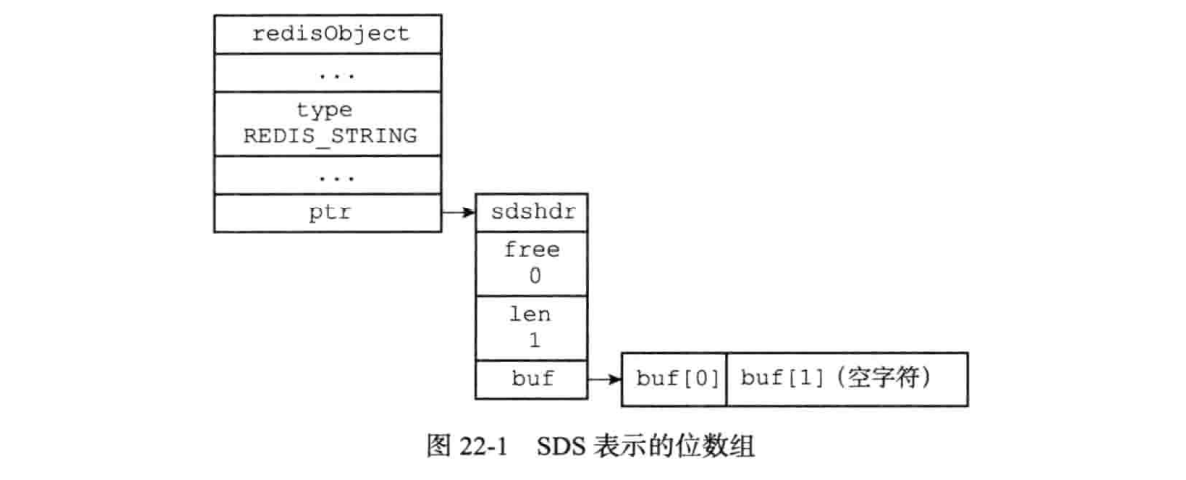 redisObject
...
type
REDIS_STRING
...
ptr
sdshdr
free
0
len
1
buf
buf[0]
buf[1](空字符)
图 22-1 SDS 表示的位数组